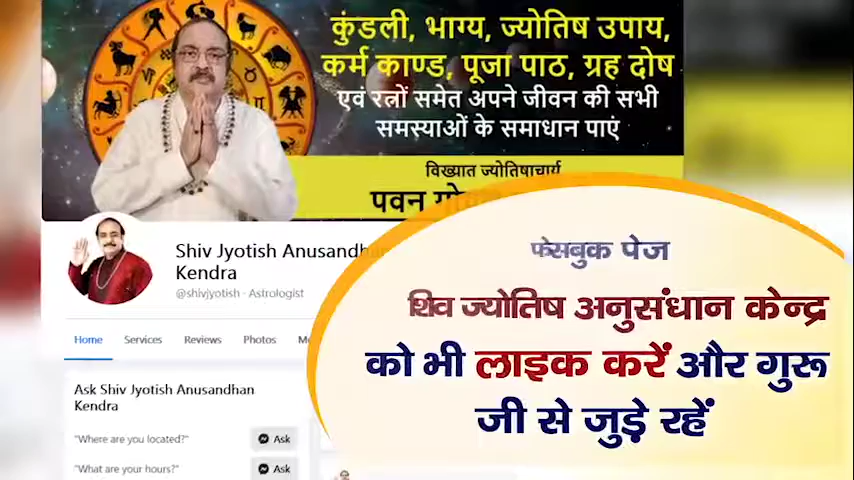 कुंडली, भाग्य, ज्योतिष उपाय,
कर्म काण्ड, पूजा पाठ, ग्रह दोष
एवं रत्नों समेत अपने जीवन की सभी
समस्याओं के समाधान पाएं
विख्यात ज्योतिषाचार्य
पवन
Shiv Jyotish Anusandhan
Kendra
@shivjyotish - Astrologist
Home Services Reviews Photos
Ask Shiv Jyotish Anusandhan
Kendra
"Where are you located?" Ask
"What are your hours?" Ask
फेसबुक पेज
शिव ज्योतिष अनुसंधान केन्द्र
को भी लाइक करें और गुरू
जी से जुड़े रहें